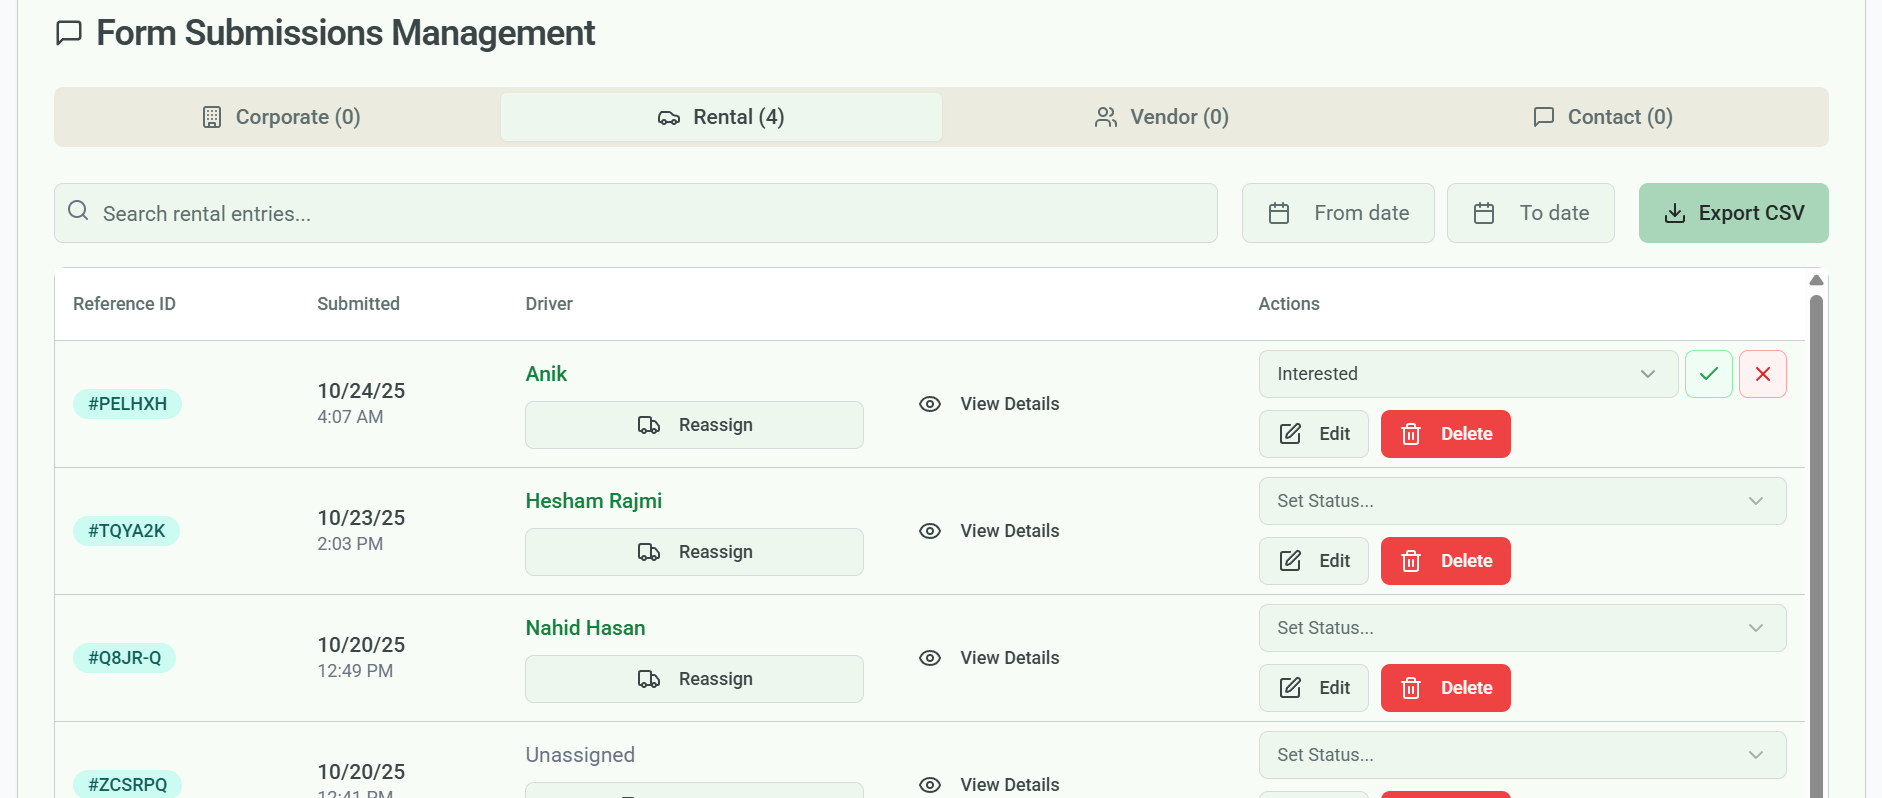 Form Submissions Management
Corporate (0)
Rental (4)
Vendor (0)
Contact (0)
Search rental entries...
From date
To date
Export CSV
Reference ID
Submitted
Driver
Actions
#PELHXH
10/24/25
4:07 AM
Anik
Reassign
View Details
Interested
Edit
Delete
#TQYA2K
10/23/25
2:03 PM
Hesham Rajmi
Reassign
View Details
Set Status...
Edit
Delete
#Q8JR-Q
10/20/25
12:49 PM
Nahid Hasan
Reassign
View Details
Set Status...
Edit
Delete
#ZCSRPQ
10/20/25
12:41 PM
Unassigned
View Details
Set Status...